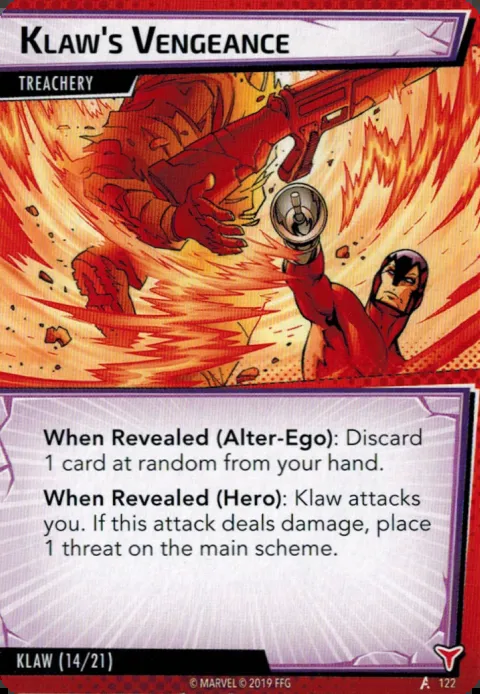 KLAW'S VENGEANCE
TREACHERY
When Revealed (Alter-Ego): Discard
1 card at random from your hand.
When Revealed (Hero): Klaw attacks
you. If this attack deals damage, place
1 threat on the main scheme.
KLAW (14/21)
© MARVEL © 2019 FFG
122